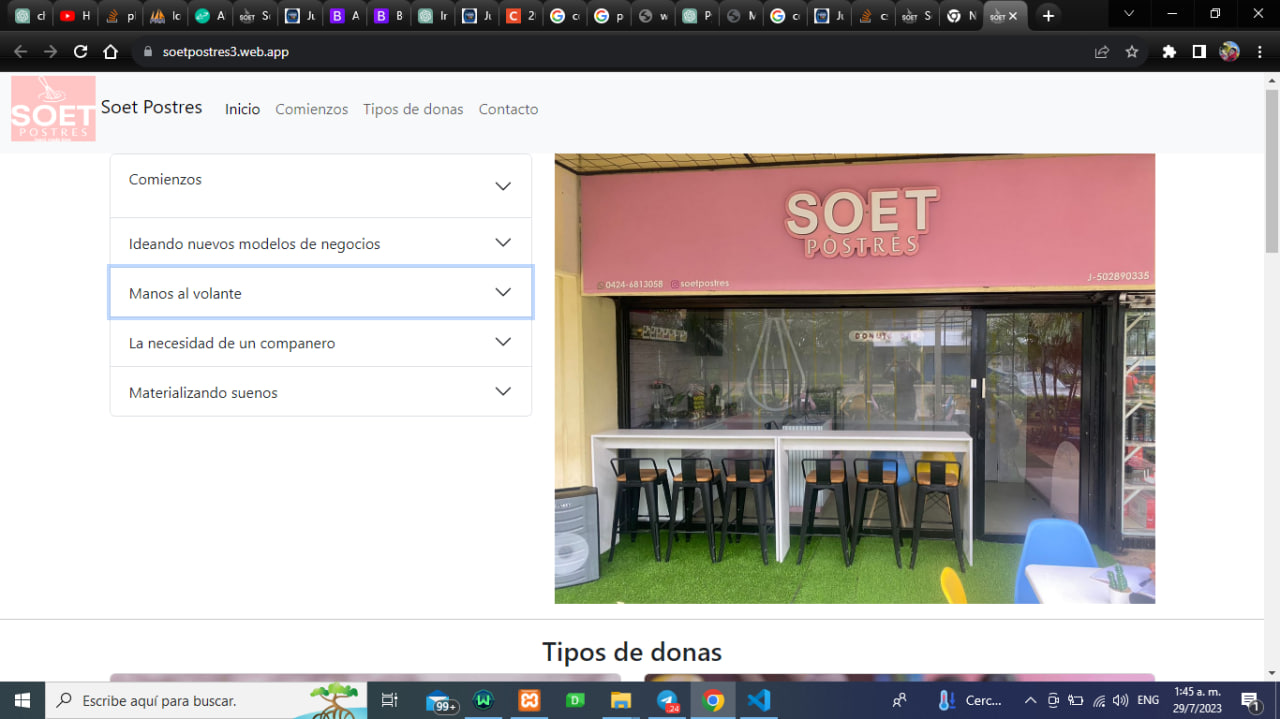 soetpostres3.web.app
SOET
POSTRES
Soet Postres
Inicio
Comienzos
Tipos de donas
Contacto
Comienzos
Ideando nuevos modelos de negocios
Manos al volante
La necesidad de un companero
Materializando suenos
SOET
POSTRES
0424-6813058
soetpostres
J-502890335
DONUT
Tipos de donas
Escribe aquí para buscar.
99+
24
Cerc...
ENG
1:45 a. m.
29/7/2023
1